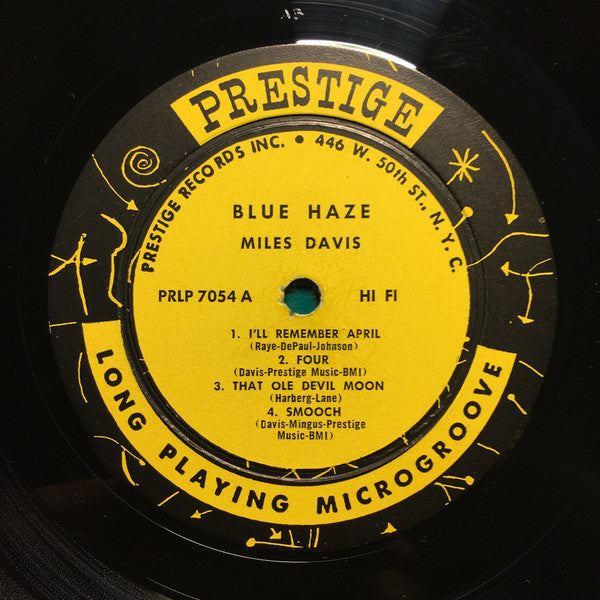 AB
PRESTIGE
PRESTIGE RECORDS INC. • 446 W. 50th ST., N.Y.C.
BLUE HAZE
MILES DAVIS
PRLP 7054 A HI FI
1. I'LL REMEMBER APRIL
(Raye-DePaul-Johnson)
2. FOUR
(Davis-Prestige Music-BMI)
3. THAT OLE DEVIL MOON
(Harberg-Lane)
4. SMOOCH
(Davis-Mingus-Prestige
Music-BMI)
LONG PLAYING MICROGROOVE